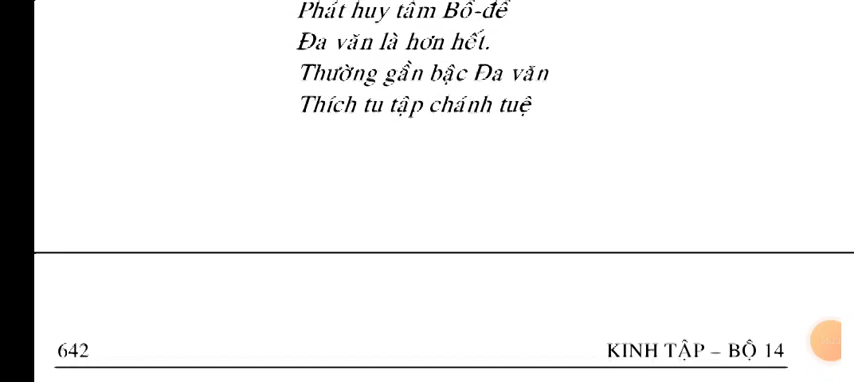 Phát huy tâm Bồ-đề
Đa văn là hơn hết.
Thường gần bậc Đa văn
Thích tu tập chánh tuệ
642
KINH TẬP – BỘ 14